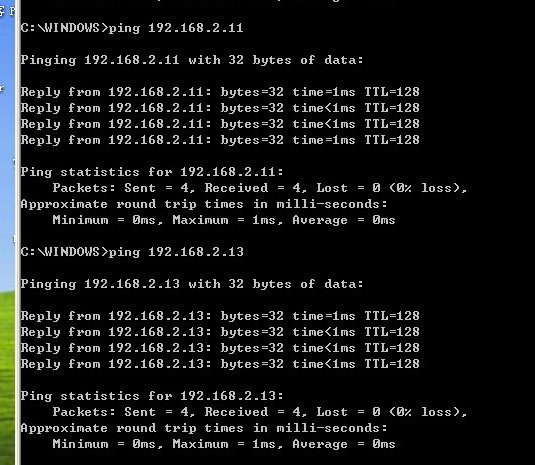 C:\WINDOWS>ping 192.168.2.11
Pinging 192.168.2.11 with 32 bytes of data:
Reply from 192.168.2.11: bytes=32 time=1ms TTL=128
Reply from 192.168.2.11: bytes=32 time<1ms TTL=128
Reply from 192.168.2.11: bytes=32 time<1ms TTL=128
Reply from 192.168.2.11: bytes=32 time=1ms TTL=128
Ping statistics for 192.168.2.11:
Packets: Sent = 4, Received = 4, Lost = 0 (0% loss),
Approximate round trip times in milli-seconds:
Minimum = 0ms, Maximum = 1ms, Average = 0ms
C:\WINDOWS>ping 192.168.2.13
Pinging 192.168.2.13 with 32 bytes of data:
Reply from 192.168.2.13: bytes=32 time=1ms TTL=128
Reply from 192.168.2.13: bytes=32 time<1ms TTL=128
Reply from 192.168.2.13: bytes=32 time<1ms TTL=128
Reply from 192.168.2.13: bytes=32 time<1ms TTL=128
Ping statistics for 192.168.2.13:
Packets: Sent = 4, Received = 4, Lost = 0 (0% loss),
Approximate round trip times in milli-seconds:
Minimum = 0ms, Maximum = 1ms, Average = 0ms